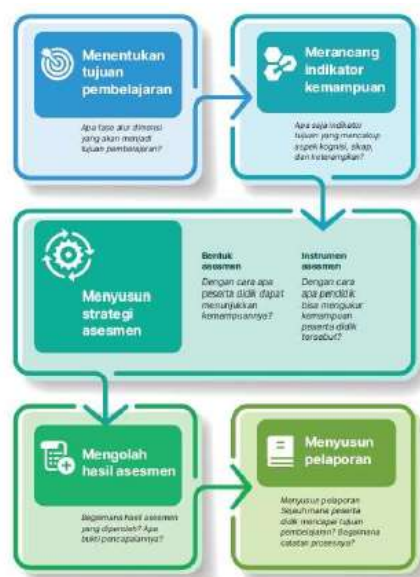 Menentukan
tujuan
pembelajaran
Apa fase alur dimensi
yang akan menjadi
tujuan pembelajaran?
Merancang
indikator
kemampuan
Apa saja indikator
tujuan yang mencakup
aspek kognisi, sikap,
dan keterampilan?
Menyusun
strategi
asesmen
Bentuk
asesmen
Dengan cara apa
peserta didik dapat
menunjukkan
kemampuannya?
Instrumen
asesmen
Dengan cara
apa pendidik
bisa mengukur
kemampuan
peserta didik
tersebut?
Mengolah
hasil asesmen
Bagaimana hasil asesmen
yang diperoleh? Apa
bukti pencapaiannya?
Menyusun
pelaporan
Menyusun pelaporan
Sejauhmana peserta
didik mencapai tujuan
pembelajaran? Bagaimana
catatan prosesnya?